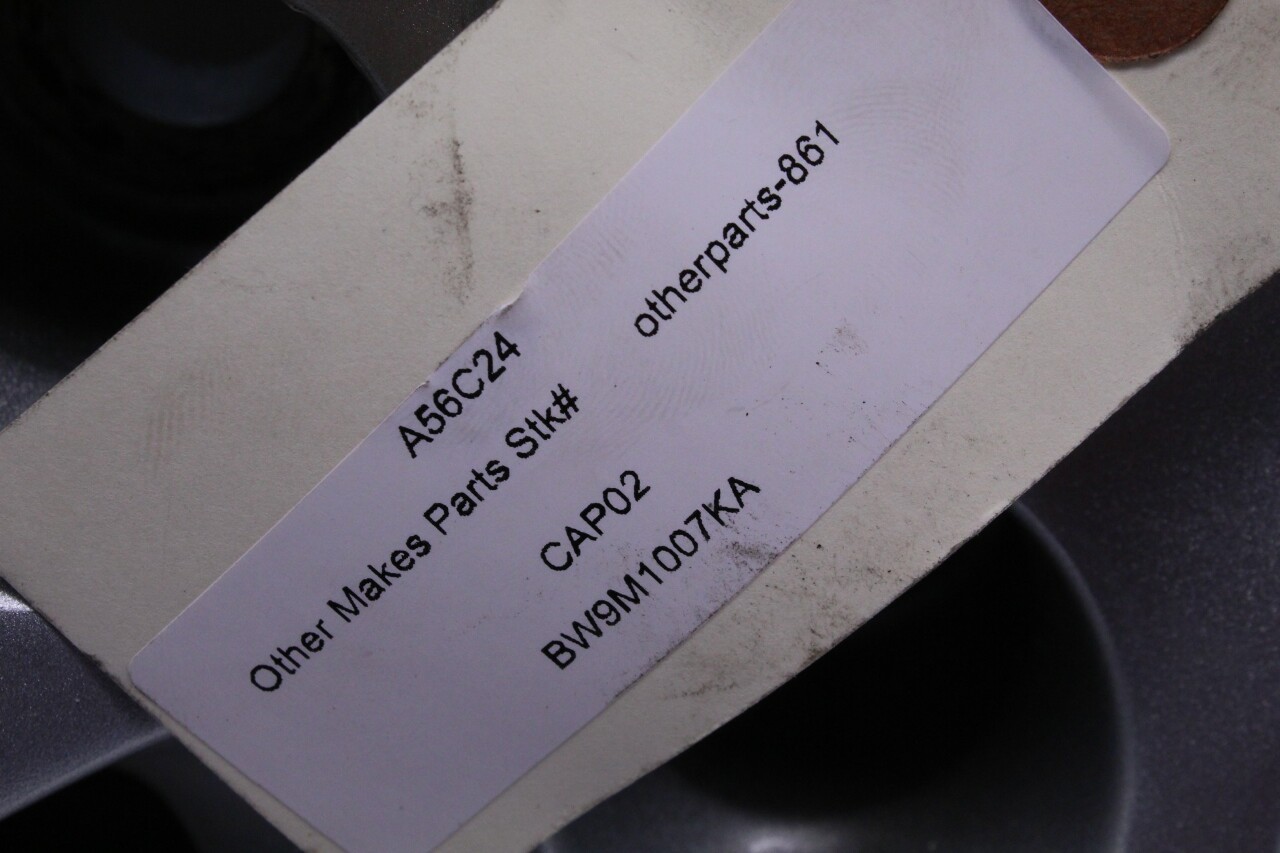 A56C24
Other Makes Parts Stk# otherparts-861
CAP02
BW9M1007KA